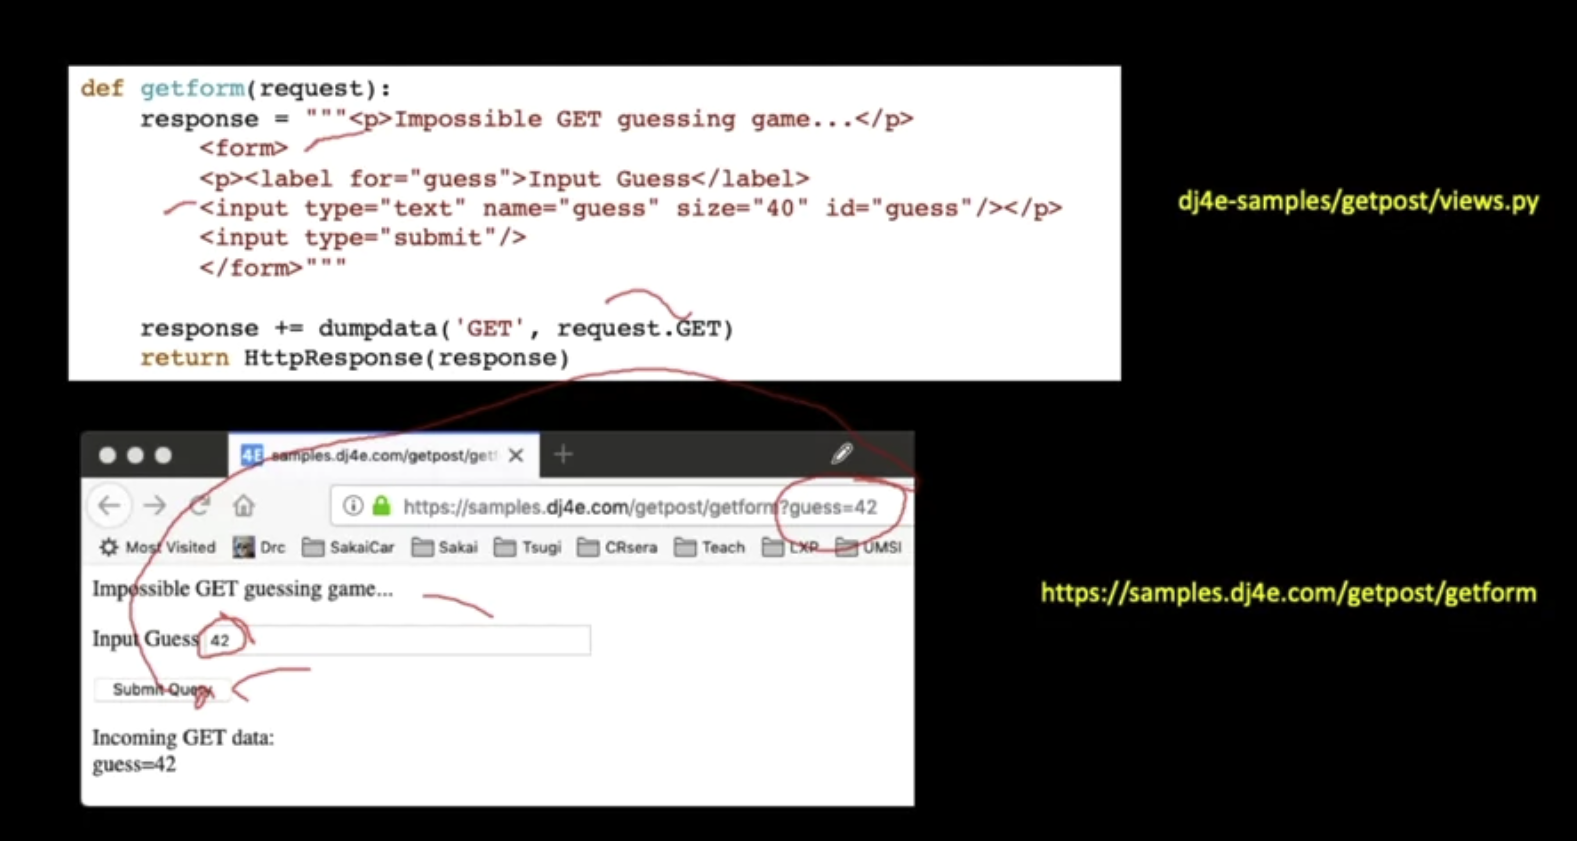 def getform(request):
    response = """<p>Impossible GET guessing game...</p>
        <form>
        <p><label for="guess">Input Guess</label>
        <input type="text" name="guess" size="40" id="guess"/></p>
        <input type="submit"/>
        </form>"""
    response += dumpdata('GET', request.GET)
    return HttpResponse(response)
dj4e-samples/getpost/views.py
4E samples.dj4e.com/getpost/getf
https://samples.dj4e.com/getpost/getform?guess=42
Most Visited Drc SakaiCar Sakai Tsugi CRsera Teach LXP UMSI
Impossible GET guessing game...
Input Guess 42
Submit Query
Incoming GET data:
guess=42
https://samples.dj4e.com/getpost/getform